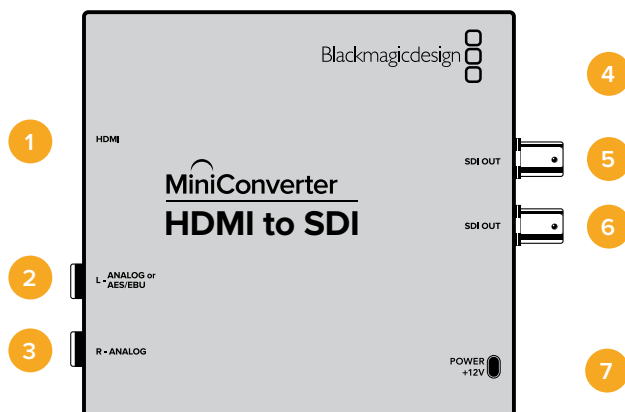 Blackmagicdesign
4
1
HDMI
SDI OUT
5
MiniConverter
HDMI to SDI
SDI OUT
6
2
L - ANALOG or
AES/EBU
3
R - ANALOG
POWER
+12V
7